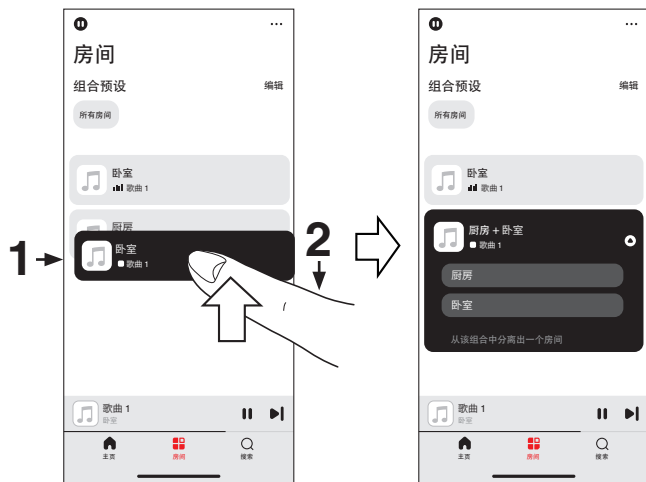 房间
组合预设 编辑
所有房间
卧室
歌曲 1
厨房
卧室
歌曲 1
1
2
歌曲 1
卧室
主页 房间 搜索
房间
组合预设 编辑
所有房间
卧室
歌曲 1
厨房 + 卧室
歌曲 1
厨房
卧室
从该组合中分离出一个房间
歌曲 1
卧室
主页 房间 搜索